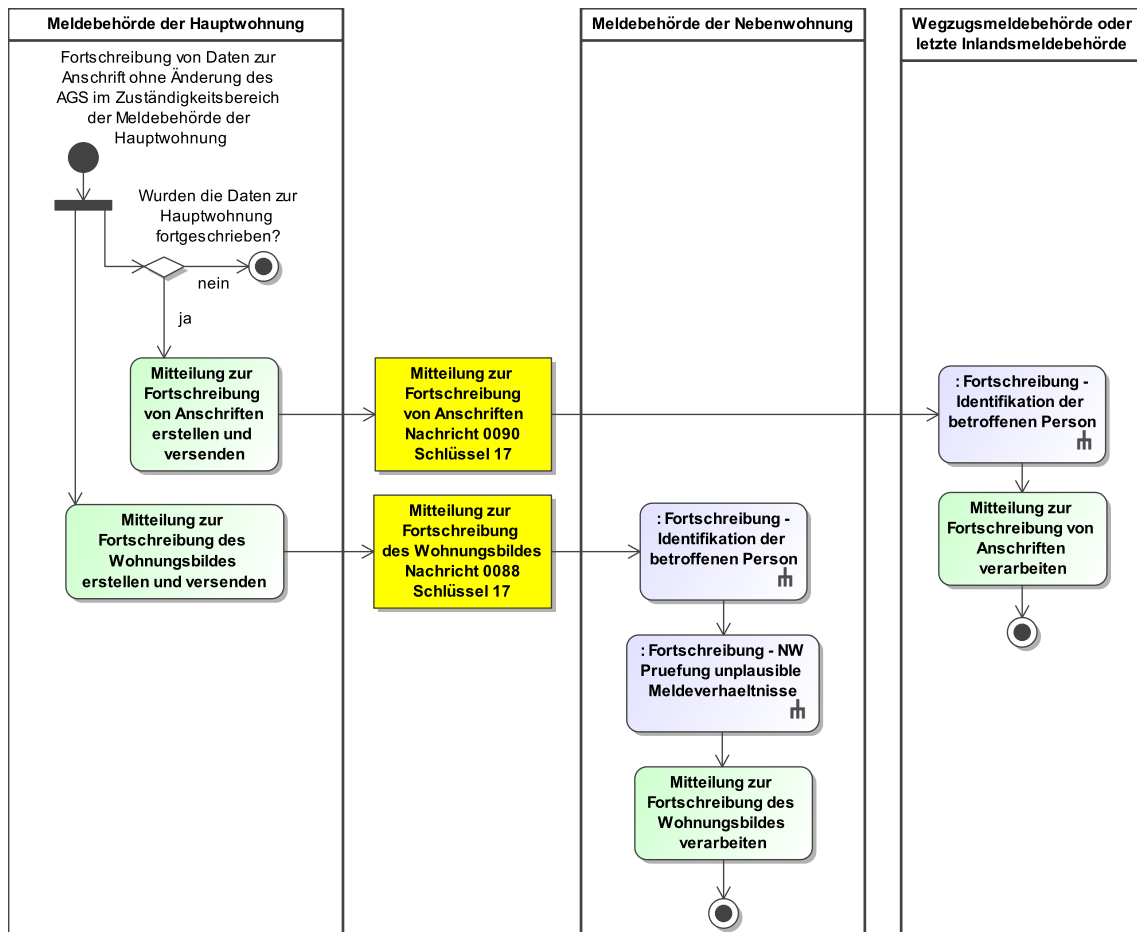 Meldebehörde der Hauptwohnung
Meldebehörde der Nebenwohnung
Wegzugsmeldebehörde oder
letzte Inlandsmeldebehörde
Fortschreibung von Daten zur
Anschrift ohne Änderung des
AGS im Zuständigkeitsbereich
der Meldebehörde der
Hauptwohnung
Wurden die Daten zur
Hauptwohnung
fortgeschrieben?
nein
ja
Mitteilung zur
Fortschreibung
von Anschriften
erstellen und
versenden
Mitteilung zur
Fortschreibung
von Anschriften
Nachricht 0090
Schlüssel 17
: Fortschreibung -
Identifikation der
betroffenen Person
Mitteilung zur
Fortschreibung von
Anschriften
verarbeiten
Mitteilung zur
Fortschreibung des
Wohnungsbildes
erstellen und versenden
Mitteilung zur
Fortschreibung
des Wohnungsbildes
Nachricht 0088
Schlüssel 17
: Fortschreibung -
Identifikation der
betroffenen Person
: Fortschreibung - NW
Pruefung unplausible
Meldeverhaeltnisse
Mitteilung zur
Fortschreibung des
Wohnungsbildes
verarbeiten